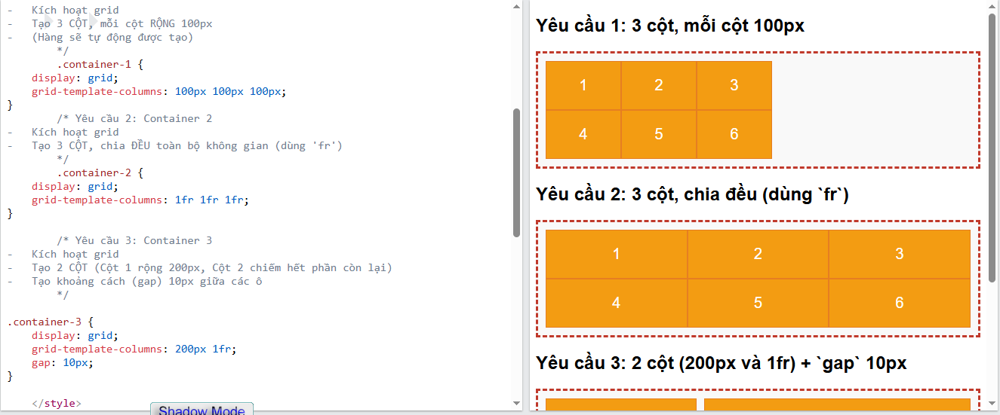 -   Kích hoạt grid
-   Tạo 3 CỘT, mỗi cột RỘNG 100px
-   (Hàng sẽ tự động được tạo)
        */
        .container-1 {
    display: grid;
    grid-template-columns: 100px 100px 100px;
}
        /* Yêu cầu 2: Container 2
-   Kích hoạt grid
-   Tạo 3 CỘT, chia ĐỀU toàn bộ không gian (dùng 'fr')
        */
        .container-2 {
    display: grid;
    grid-template-columns: 1fr 1fr 1fr;
}
        /* Yêu cầu 3: Container 3
-   Kích hoạt grid
-   Tạo 2 CỘT (Cột 1 rộng 200px, Cột 2 chiếm hết phần còn lại)
-   Tạo khoảng cách (gap) 10px giữa các ô
        */
.container-3 {
    display: grid;
    grid-template-columns: 200px 1fr;
    gap: 10px;
}
    </style>
Shadow Mode
Yêu cầu 1: 3 cột, mỗi cột 100px
1 2 3
4 5 6
Yêu cầu 2: 3 cột, chia đều (dùng `fr`)
1 2 3
4 5 6
Yêu cầu 3: 2 cột (200px và 1fr) + `gap` 10px